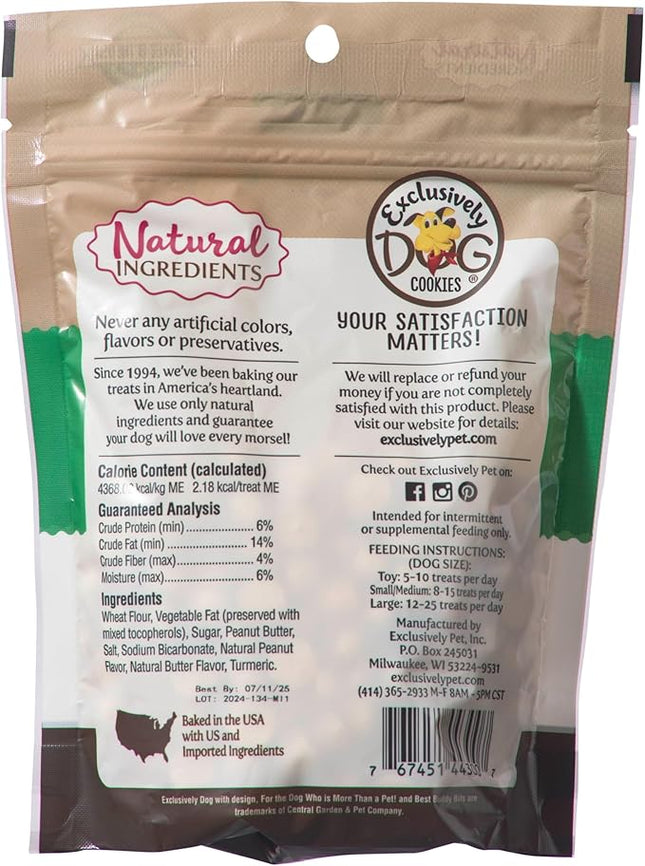 Natural
INGREDIENTS
Never any artificial colors,
flavors or preservatives.
Since 1994, we've been baking our
treats in America's heartland.
We use only natural
ingredients and guarantee
your dog will love every morsel!
Calorie Content (calculated)
kcal/kg ME 2.18 kcal/treat ME
Guaranteed Analysis
Crude Protein (min) 6%
Crude Fat (min) 14%
Crude Fiber (max) 4%
Moisture (max) 6%
Ingredients
Wheat Flour, Vegetable Fat (preserved with
mixed tocopherols), Sugar, Peanut Butter,
Salt, Sodium Bicarbonate, Natural Peanut
Flavor, Natural Butter Flavor, Turmeric.
Best By: 07/11/25
LOT: 2024-134-M11
Baked in the USA
with US and
Imported Ingredients
Exclusively
DOG
COOKIES ®
YOUR SATISFACTION
MATTERS!
We will replace or refund your
money if you are not completely
satisfied with this product. Please
visit our website for details:
exclusivelypet.com
Check out Exclusively Pet on:
Intended for intermittent
or supplemental feeding only.
FEEDING INSTRUCTIONS:
(DOG SIZE):
Toy: 5-10 treats per day
Small/Medium: 8-15 treats per day
Large: 12-25 treats per day
Manufactured by
Exclusively Pet, Inc.
P.O. Box 245031
Milwaukee, WI 53224-9531
exclusivelypet.com
(414) 365-2933 M-F 8AM - 5PM CST
7 67451 7
Exclusively Dog with design, For the Dog Who is More Than a Pet! and Best Buddy Bits are
trademarks of Central Garden & Pet Company.